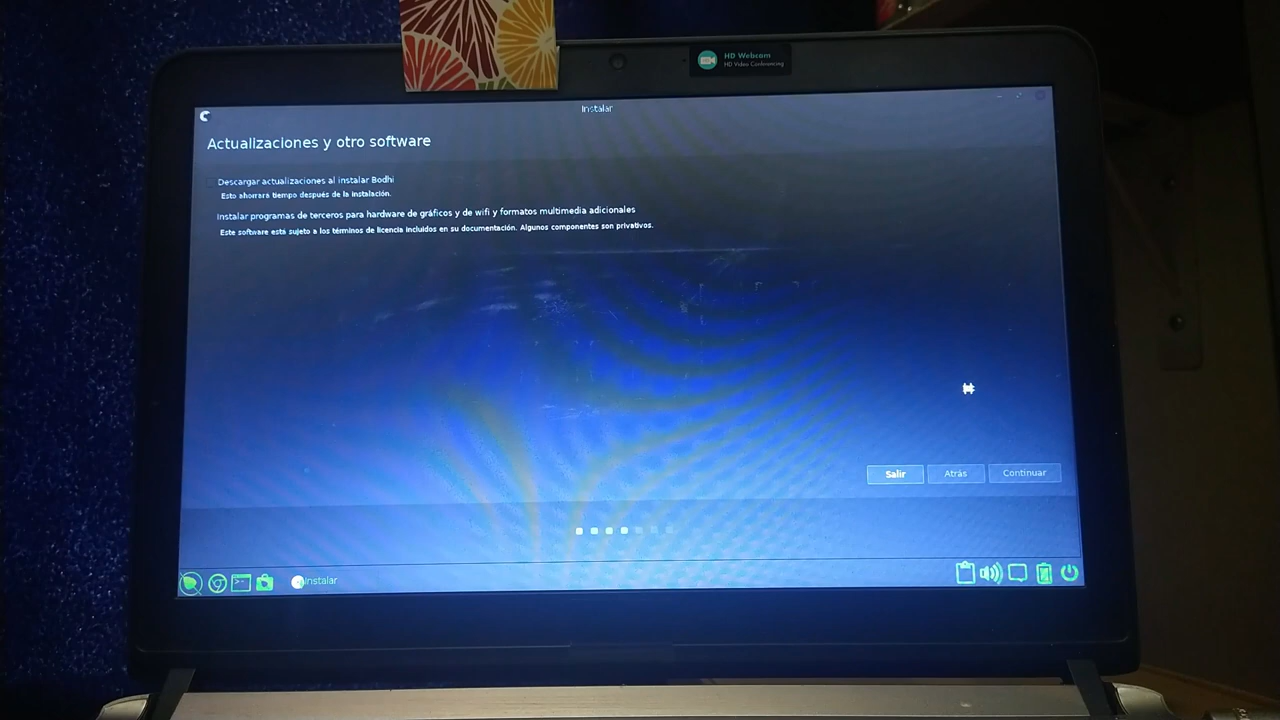 HD Webcam
HD Video Conferencing
Instalar
Actualizaciones y otro software
Descargar actualizaciones al instalar Bodhi
Esto ahorrará tiempo después de la instalación.
Instalar programas de terceros para hardware de gráficos y de wifi y formatos multimedia adicionales
Este software está sujeto a los términos de licencia incluidos en su documentación. Algunos componentes son privativos.
Salir
Atrás
Continuar
Instalar